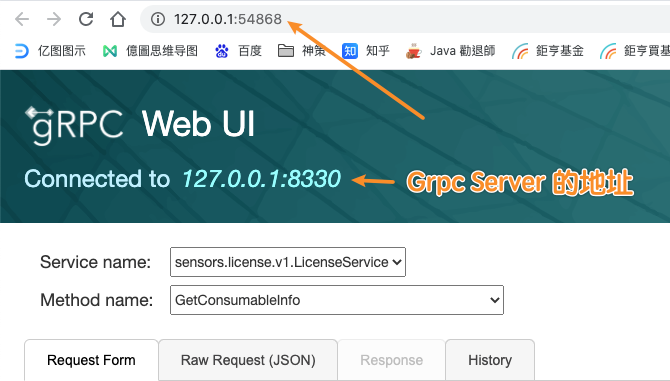 127.0.0.1:54868
亿图图示 億圖思维导图 百度 神策 知乎 Java 勸退師 鉅亨基金 鉅亨買基
gRPC Web UI
Connected to 127.0.0.1:8330 Grpc Server 的地址
Service name: sensors.license.v1.LicenseService
Method name: GetConsumableInfo
Request Form Raw Request (JSON) Response History